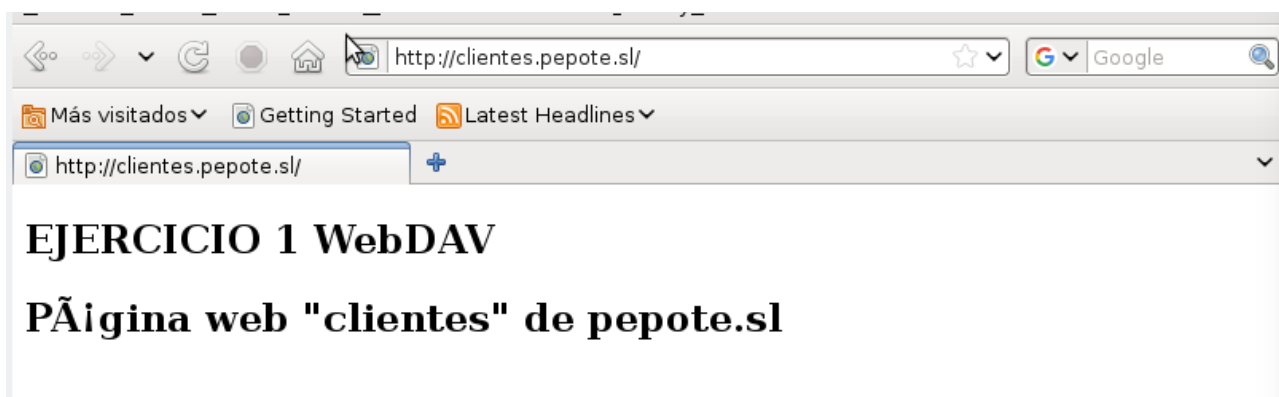 http://clientes.pepote.sl/
Google
Más visitados Getting Started Latest Headlines
http://clientes.pepote.sl/
EJERCICIO 1 WebDAV
PÃ¡gina web "clientes" de pepote.sl